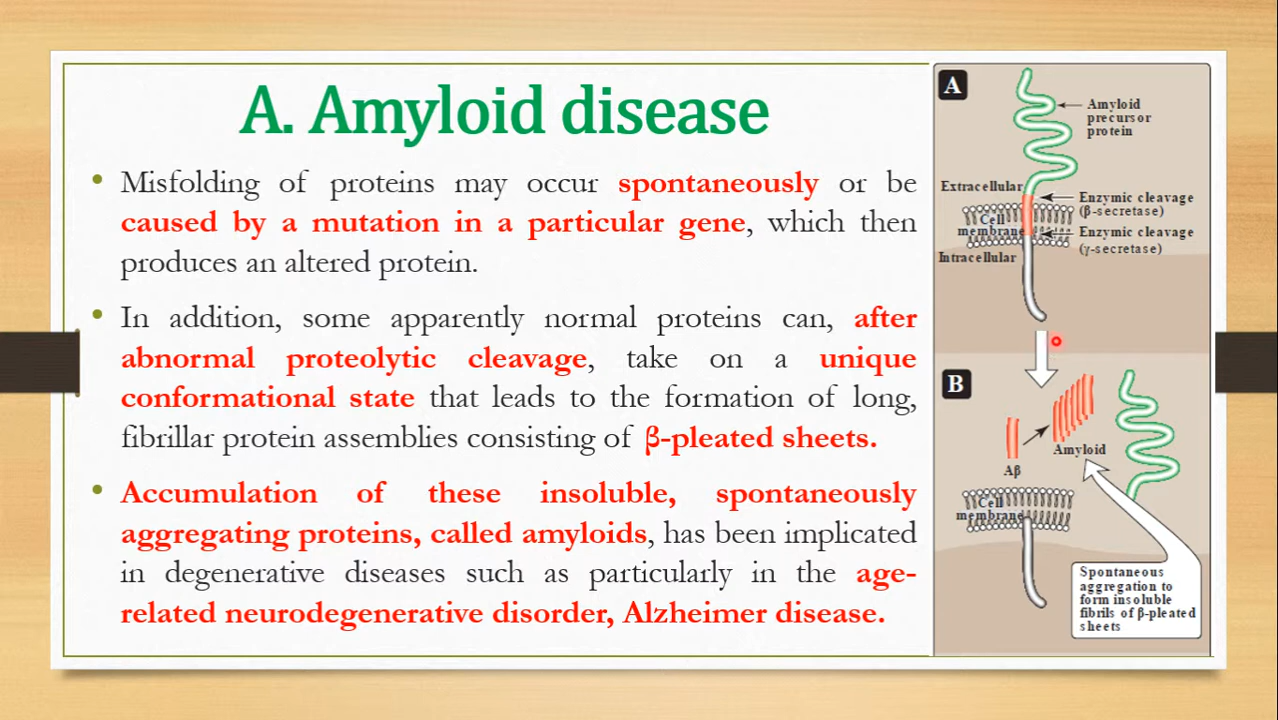 A. Amyloid disease
• Misfolding of proteins may occur spontaneously or be
caused by a mutation in a particular gene, which then
produces an altered protein.
• In addition, some apparently normal proteins can, after
abnormal proteolytic cleavage, take on a unique
conformational state that leads to the formation of long,
fibrillar protein assemblies consisting of β-pleated sheets.
• Accumulation of these insoluble, spontaneously
aggregating proteins, called amyloids, has been implicated
in degenerative diseases such as particularly in the age-
related neurodegenerative disorder, Alzheimer disease.
A
Amyloid
precursor
protein
Extracellular
Enzymic cleavage
(β-secretase)
Cell
membrane
Enzymic cleavage
(γ-secretase)
Intracellular
B
Amyloid
Aβ
Cell
membrane
Spontaneous
aggregation to
form insoluble
fibrils of β-pleated
sheets